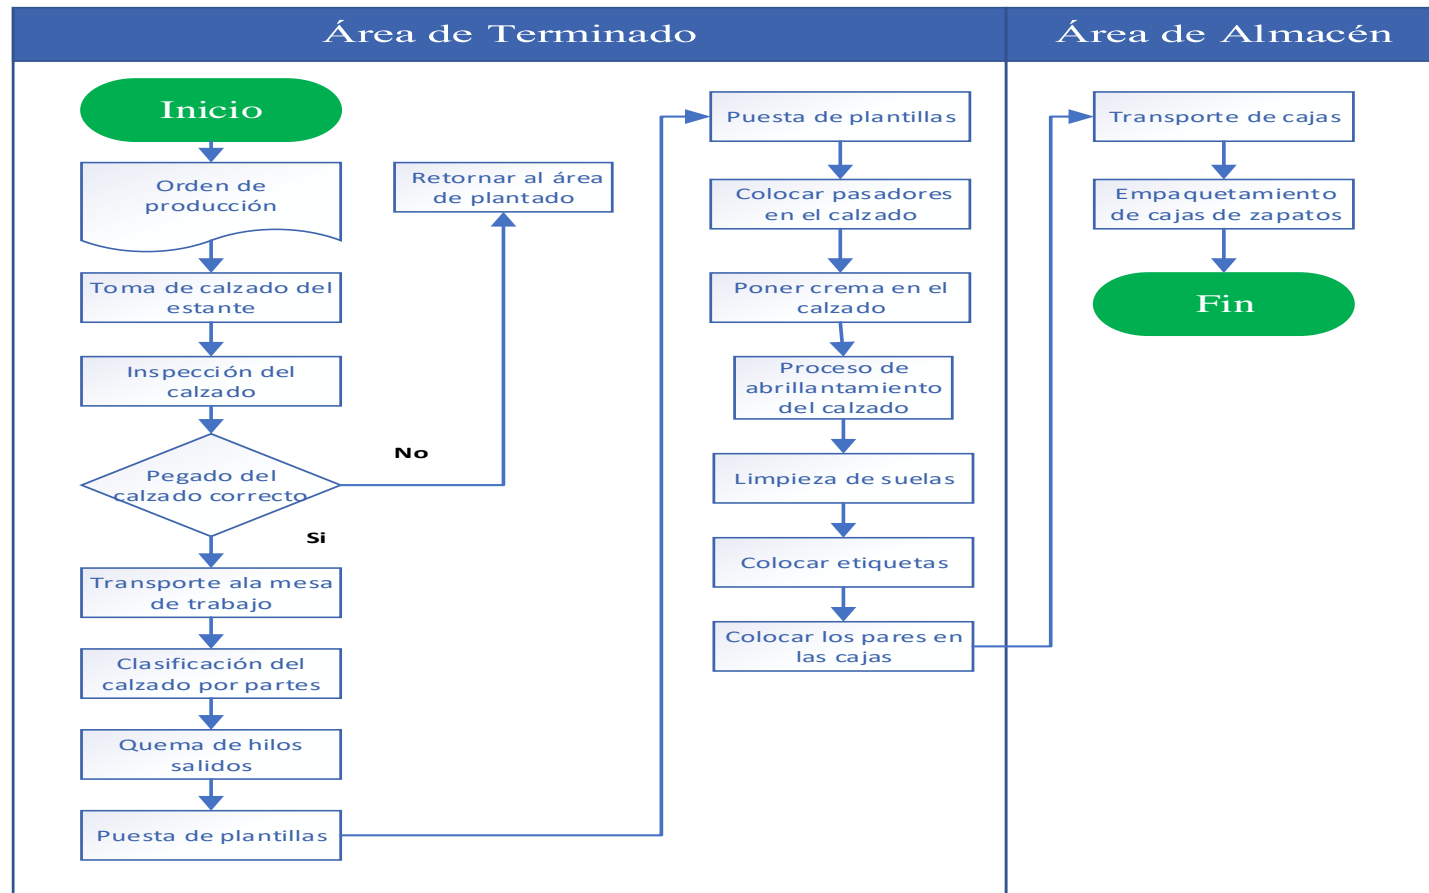 Área de Terminado
Área de Almacén
Inicio
Orden de
producción
Toma de calzado del
estante
Inspección del
calzado
Pegado del
calzado correcto
No
Retornar al área
de plantado
Si
Transporte ala mesa
de trabajo
Clasificación del
calzado por partes
Quema de hilos
salidos
Puesta de plantillas
Puesta de plantillas
Colocar pasadores
en el calzado
Poner crema en el
calzado
Proceso de
abrillantamiento
del calzado
Limpieza de suelas
Colocar etiquetas
Colocar los pares en
las cajas
Transporte de cajas
Empaquetamiento
de cajas de zapatos
Fin